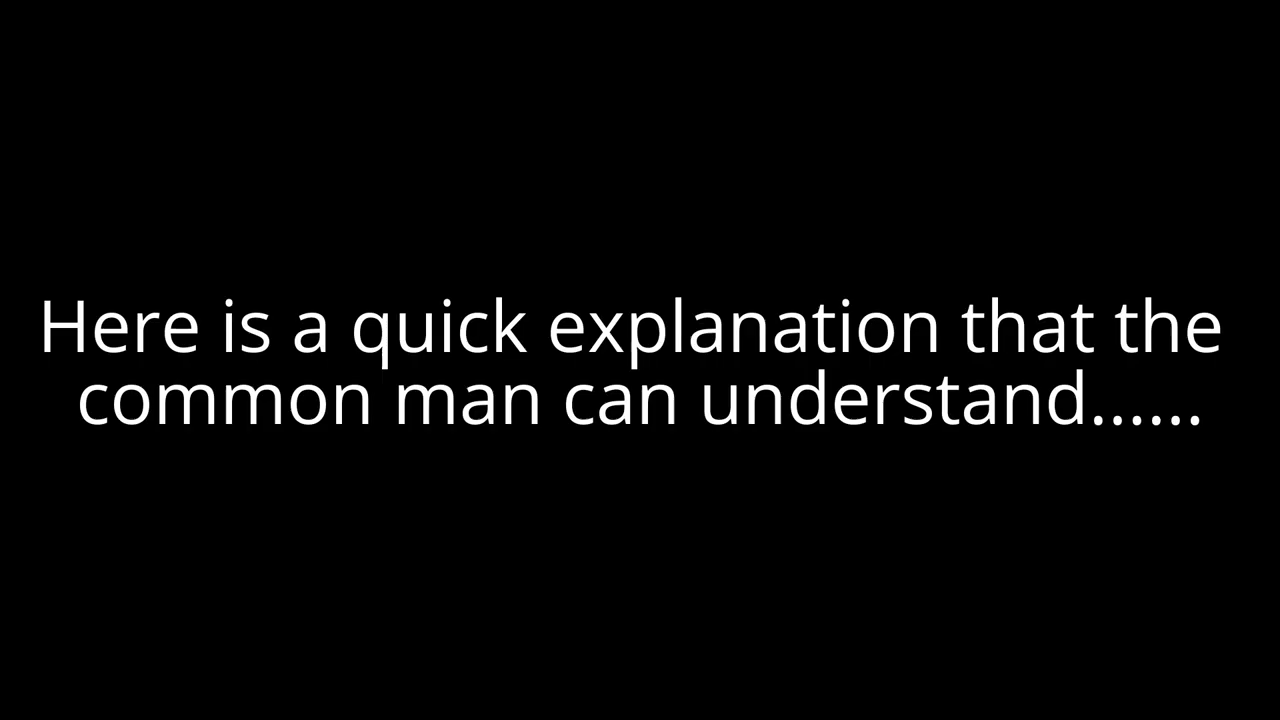 Here is a quick explanation that the
common man can understand......